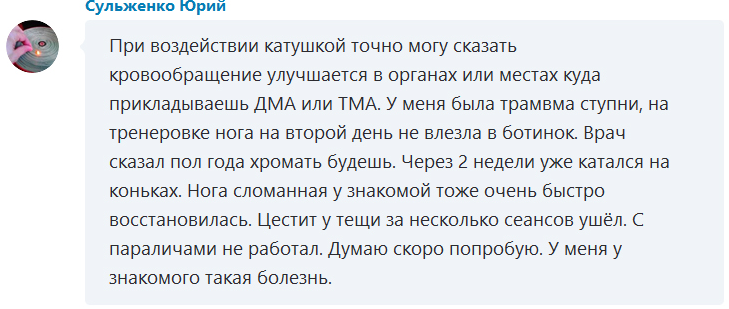 Сульженко Юрий
При воздействии катушкой точно могу сказать
кровообращение улучшается в органах или местах куда
прикладываешь ДМА или ТМА. У меня была трамвма ступни, на
тренеровке нога на второй день не влезла в ботинок. Врач
сказал пол года хромать будешь. Через 2 недели уже катался на
коньках. Нога сломанная у знакомой тоже очень быстро
восстановилась. Цестит у тещи за несколько сеансов ушёл. С
параличами не работал. Думаю скоро попробую. У меня у
знакомого такая болезнь.